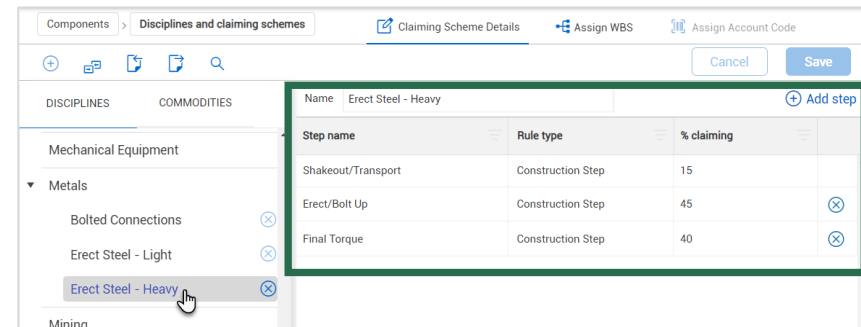 Components > Disciplines and claiming schemes
Claiming Scheme Details
Assign WBS
Assign Account Code
Cancel
Save
DISCIPLINES
COMMODITIES
Mechanical Equipment
Metals
Bolted Connections
Erect Steel - Light
Erect Steel - Heavy
Mining
Name Erect Steel - Heavy
Add step
Step name Rule type % claiming
Shakeout/Transport Construction Step 15
Erect/Bolt Up Construction Step 45
Final Torque Construction Step 40